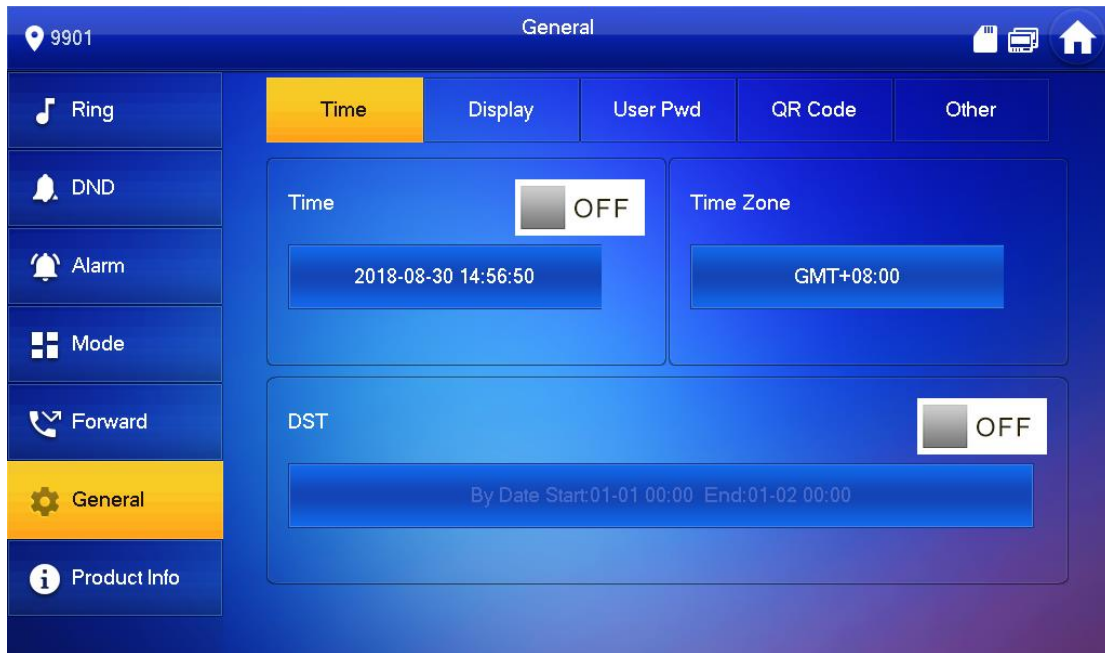 9901
General
Ring
DND
Alarm
Mode
Forward
General
Product Info
Time
Display
User Pwd
QR Code
Other
Time
OFF
2018-08-30 14:56:50
Time Zone
GMT+08:00
DST
OFF
By Date Start:01-01 00:00 End:01-02 00:00